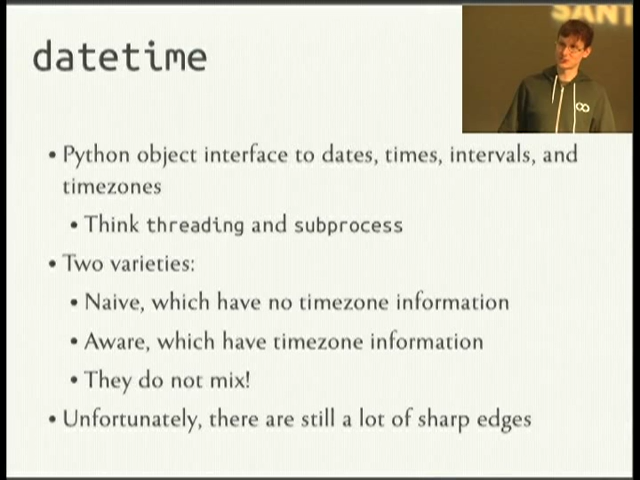 SANT
datetime
• Python object interface to dates, times, intervals, and
timezones
• Think threading and subprocess
• Two varieties:
• Naive, which have no timezone information
• Aware, which have timezone information
• They do not mix!
• Unfortunately, there are still a lot of sharp edges